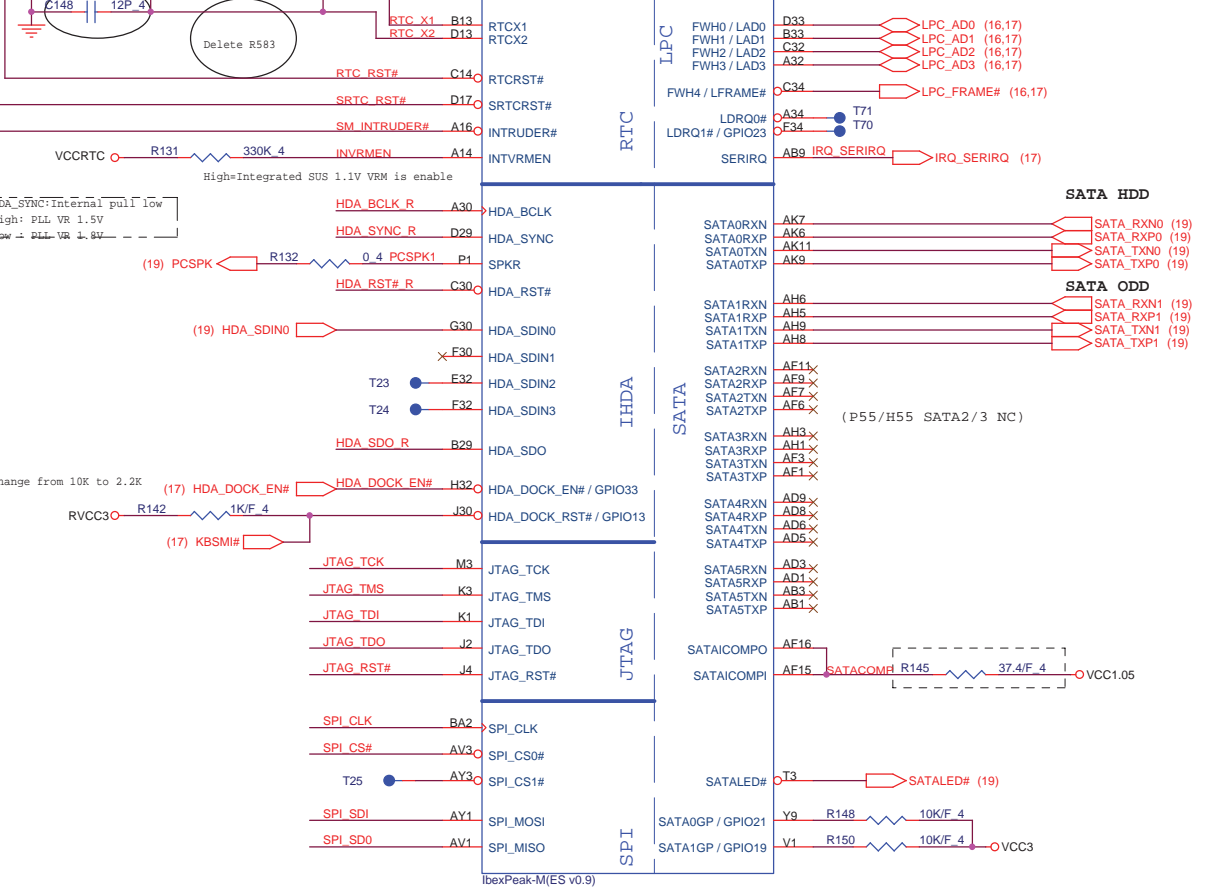 C148 12P_4
Delete R583
RTC_X1 B13 RTCX1
RTC_X2 D13 RTCX2
RTC_RST# C14 RTCRST#
SRTC_RST# D17 SRTCRST#
SM_INTRUDER# A16 INTRUDER#
VCCRTC R131 330K_4 INVRMEN A14 INTVRMEN
High=Integrated SUS 1.1V VRM is enable
RTC
LPC
FWH0 / LAD0 D33 LPC_AD0 (16,17)
FWH1 / LAD1 B33 LPC_AD1 (16,17)
FWH2 / LAD2 C32 LPC_AD2 (16,17)
FWH3 / LAD3 A32 LPC_AD3 (16,17)
FWH4 / LFRAME# C34 LPC_FRAME# (16,17)
LDRQ0# A34 T71
LDRQ1# / GPIO23 F34 T70
SERIRQ AB9 IRQ_SERIRQ IRQ_SERIRQ (17)
DA_SYNC:Internal pull low
igh: PLL VR 1.5V
ow : PLL VR 1.8V
HDA_BCLK_R A30 HDA_BCLK
HDA_SYNC_R D29 HDA_SYNC
(19) PCSPK R132 0_4 PCSPK1 P1 SPKR
HDA_RST#_R C30 HDA_RST#
(19) HDA_SDIN0 G30 HDA_SDIN0
F30 HDA_SDIN1
T23 E32 HDA_SDIN2
T24 F32 HDA_SDIN3
HDA_SDO_R B29 HDA_SDO
hange from 10K to 2.2K
(17) HDA_DOCK_EN# HDA_DOCK_EN# H32 HDA_DOCK_EN# / GPIO33
RVCC3 R142 1K/F_4 J30 HDA_DOCK_RST# / GPIO13
(17) KBSMI#
IHDA
SATA
SATA HDD
SATA0RXN AK7 SATA_RXN0 (19)
SATA0RXP AK6 SATA_RXP0 (19)
SATA0TXN AK11 SATA_TXN0 (19)
SATA0TXP AK9 SATA_TXP0 (19)
SATA ODD
SATA1RXN AH6 SATA_RXN1 (19)
SATA1RXP AH5 SATA_RXP1 (19)
SATA1TXN AH9 SATA_TXN1 (19)
SATA1TXP AH8 SATA_TXP1 (19)
SATA2RXN AF11
SATA2RXP AF9
SATA2TXN AF7
SATA2TXP AF6
(P55/H55 SATA2/3 NC)
SATA3RXN AH3
SATA3RXP AH1
SATA3TXN AF3
SATA3TXP AF1
SATA4RXN AD9
SATA4RXP AD8
SATA4TXN AD6
SATA4TXP AD5
SATA5RXN AD3
SATA5RXP AD1
SATA5TXN AB3
SATA5TXP AB1
JTAG_TCK M3 JTAG_TCK
JTAG_TMS K3 JTAG_TMS
JTAG_TDI K1 JTAG_TDI
JTAG_TDO J2 JTAG_TDO
JTAG_RST# J4 JTAG_RST#
JTAG
SATAICOMPO AF16
SATAICOMPI AF15 SATACOMP R145 37.4/F_4 VCC1.05
SPI_CLK BA2 SPI_CLK
SPI_CS# AV3 SPI_CS0#
T25 AY3 SPI_CS1#
SPI_SDI AY1 SPI_MOSI
SPI_SD0 AV1 SPI_MISO
SPI
SATALED# T3 SATALED# (19)
SATA0GP / GPIO21 Y9 R148 10K/F_4
SATA1GP / GPIO19 V1 R150 10K/F_4 VCC3
IbexPeak-M(ES v0.9)